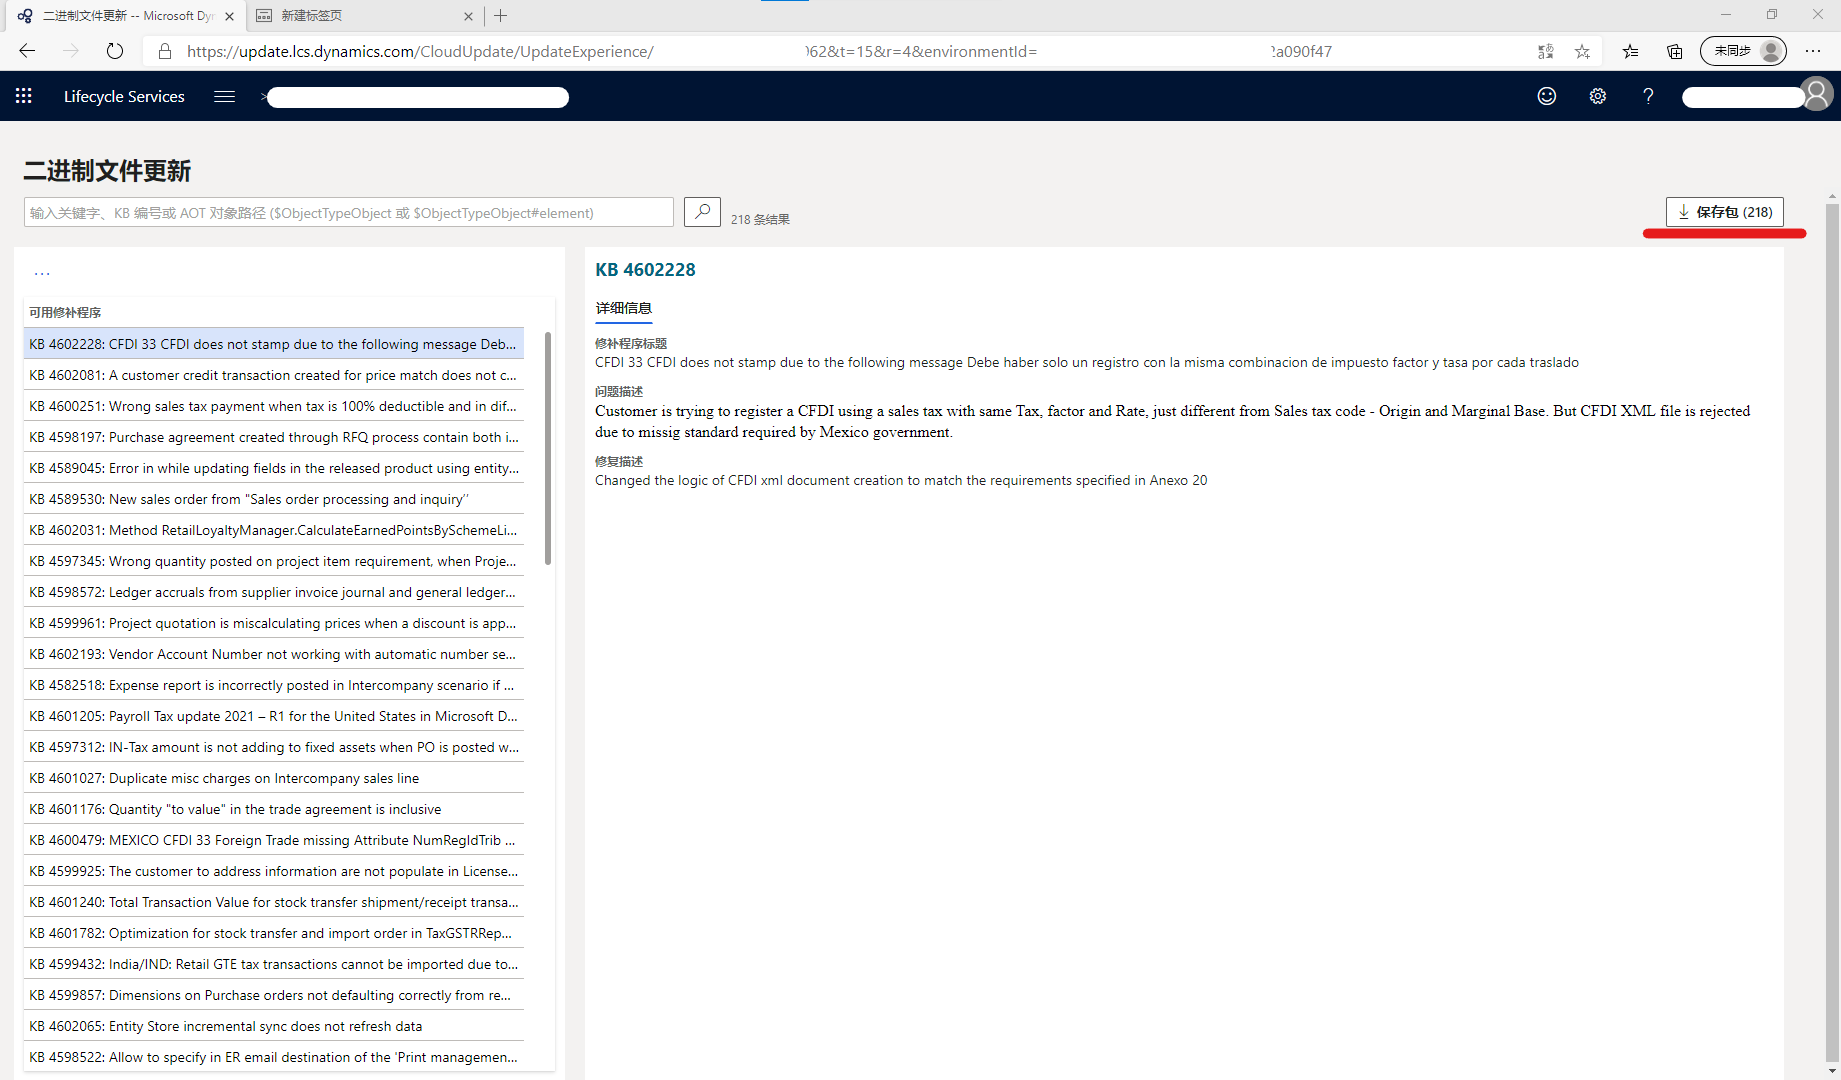 二进制文件更新 -- Microsoft Dyn
新建标签页
https://update.lcs.dynamics.com/CloudUpdate/UpdateExperience/ 062&t=15&r=4&environmentId= 2a090f47
未同步
Lifecycle Services
>
?
二进制文件更新
输入关键字、KB 编号或 AOT 对象路径 ($ObjectTypeObject 或 $ObjectTypeObject#element)
218 条结果
保存包 (218)
...
可用修补程序
KB 4602228: CFDI 33 CFDI does not stamp due to the following message Deb...
KB 4602081: A customer credit transaction created for price match does not c...
KB 4600251: Wrong sales tax payment when tax is 100% deductible and in dif...
KB 4598197: Purchase agreement created through RFQ process contain both i...
KB 4589045: Error in while updating fields in the released product using entity...
KB 4589530: New sales order from "Sales order processing and inquiry''
KB 4602031: Method RetailLoyaltyManager.CalculateEarnedPointsBySchemeLi...
KB 4597345: Wrong quantity posted on project item requirement, when Proje...
KB 4598572: Ledger accruals from supplier invoice journal and general ledger...
KB 4599961: Project quotation is miscalculating prices when a discount is app...
KB 4602193: Vendor Account Number not working with automatic number se...
KB 4582518: Expense report is incorrectly posted in Intercompany scenario if ...
KB 4601205: Payroll Tax update 2021 – R1 for the United States in Microsoft D...
KB 4597312: IN-Tax amount is not adding to fixed assets when PO is posted w...
KB 4601027: Duplicate misc charges on Intercompany sales line
KB 4601176: Quantity "to value" in the trade agreement is inclusive
KB 4600479: MEXICO CFDI 33 Foreign Trade missing Attribute NumRegIdTrib ...
KB 4599925: The customer to address information are not populate in License...
KB 4601240: Total Transaction Value for stock transfer shipment/receipt transa...
KB 4601782: Optimization for stock transfer and import order in TaxGSTRRep...
KB 4599432: India/IND: Retail GTE tax transactions cannot be imported due to...
KB 4599857: Dimensions on Purchase orders not defaulting correctly from re...
KB 4602065: Entity Store incremental sync does not refresh data
KB 4598522: Allow to specify in ER email destination of the 'Print managemen...
KB 4602228
详细信息
修补程序标题
CFDI 33 CFDI does not stamp due to the following message Debe haber solo un registro con la misma combinacion de impuesto factor y tasa por cada traslado
问题描述
Customer is trying to register a CFDI using a sales tax with same Tax, factor and Rate, just different from Sales tax code - Origin and Marginal Base. But CFDI XML file is rejected
due to missig standard required by Mexico government.
修复描述
Changed the logic of CFDI xml document creation to match the requirements specified in Anexo 20